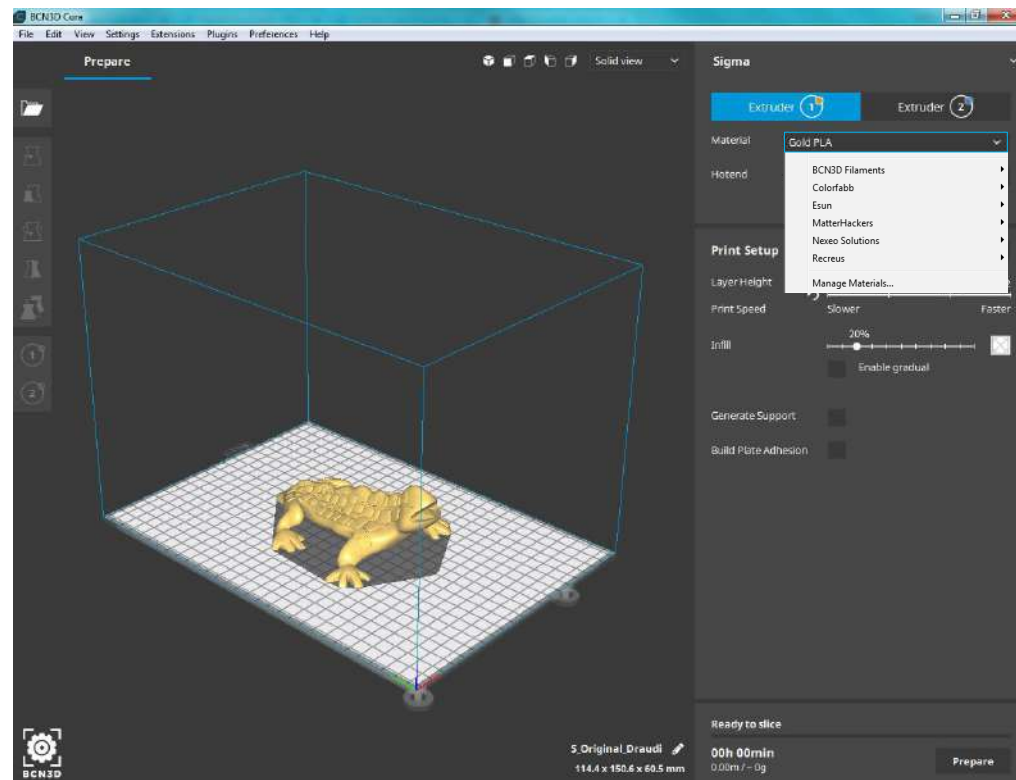 BCN3D Cura
File Edit View Settings Extensions Plugins Preferences Help
Prepare
Solid view
Sigma
Extruder 1
Extruder 2
Material
Gold PLA
Hotend
BCN3D Filaments
Colorfabb
Esun
MatterHackers
Nexeo Solutions
Recreus
Manage Materials...
Print Setup
Layer Height
Print Speed
Slower
Faster
20%
Infill
Enable gradual
Generate Support
Build Plate Adhesion
1
2
Ready to slice
S_Original_Draudi
114.4 x 150.6 x 60.5 mm
00h 00min
0.00m / ~ 0g
Prepare
BCN3D